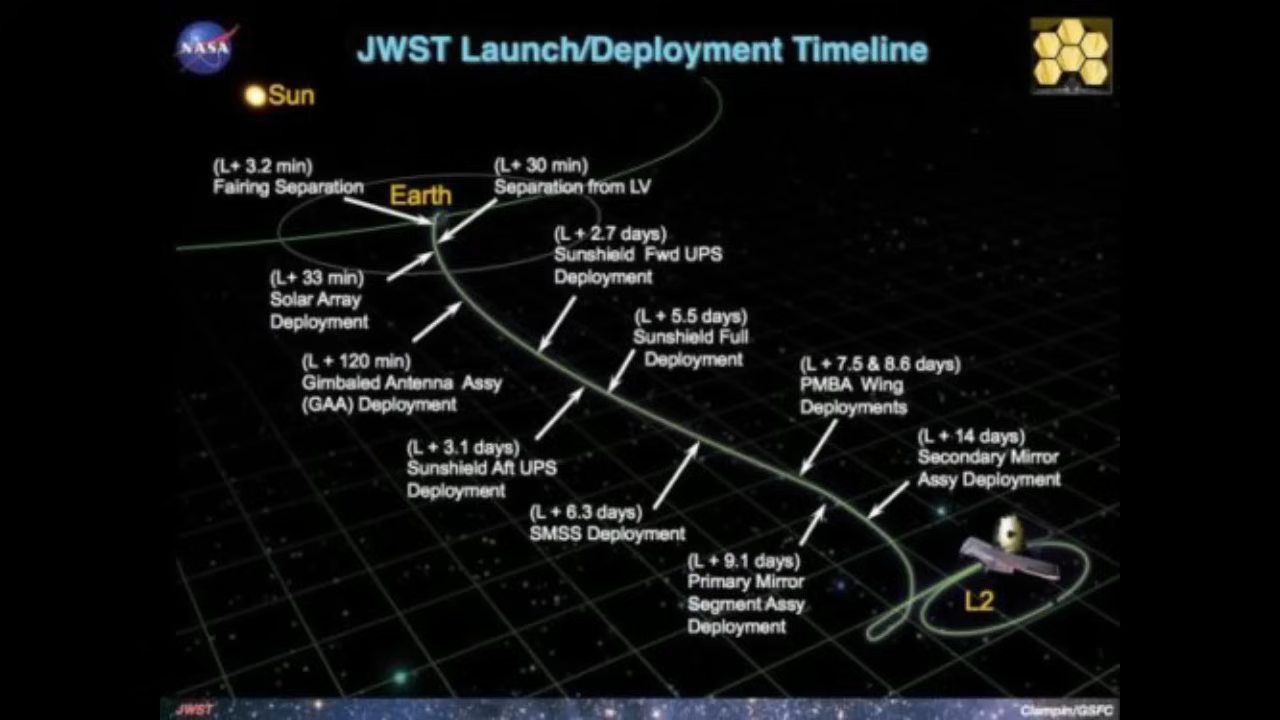 NASA
JWST Launch/Deployment Timeline
Sun
(L+ 3.2 min)
Fairing Separation
Earth
(L+ 30 min)
Separation from LV
(L + 2.7 days)
Sunshield Fwd UPS
Deployment
(L+ 33 min)
Solar Array
Deployment
(L + 5.5 days)
Sunshield Full
Deployment
(L + 120 min)
Gimbaled Antenna Assy
(GAA) Deployment
(L + 7.5 & 8.6 days)
PMBA Wing
Deployments
(L + 3.1 days)
Sunshield Aft UPS
Deployment
(L + 14 days)
Secondary Mirror
Assy Deployment
(L + 6.3 days)
SMSS Deployment
(L + 9.1 days)
Primary Mirror
Segment Assy
Deployment
L2
JWST
Clampin/GSFC